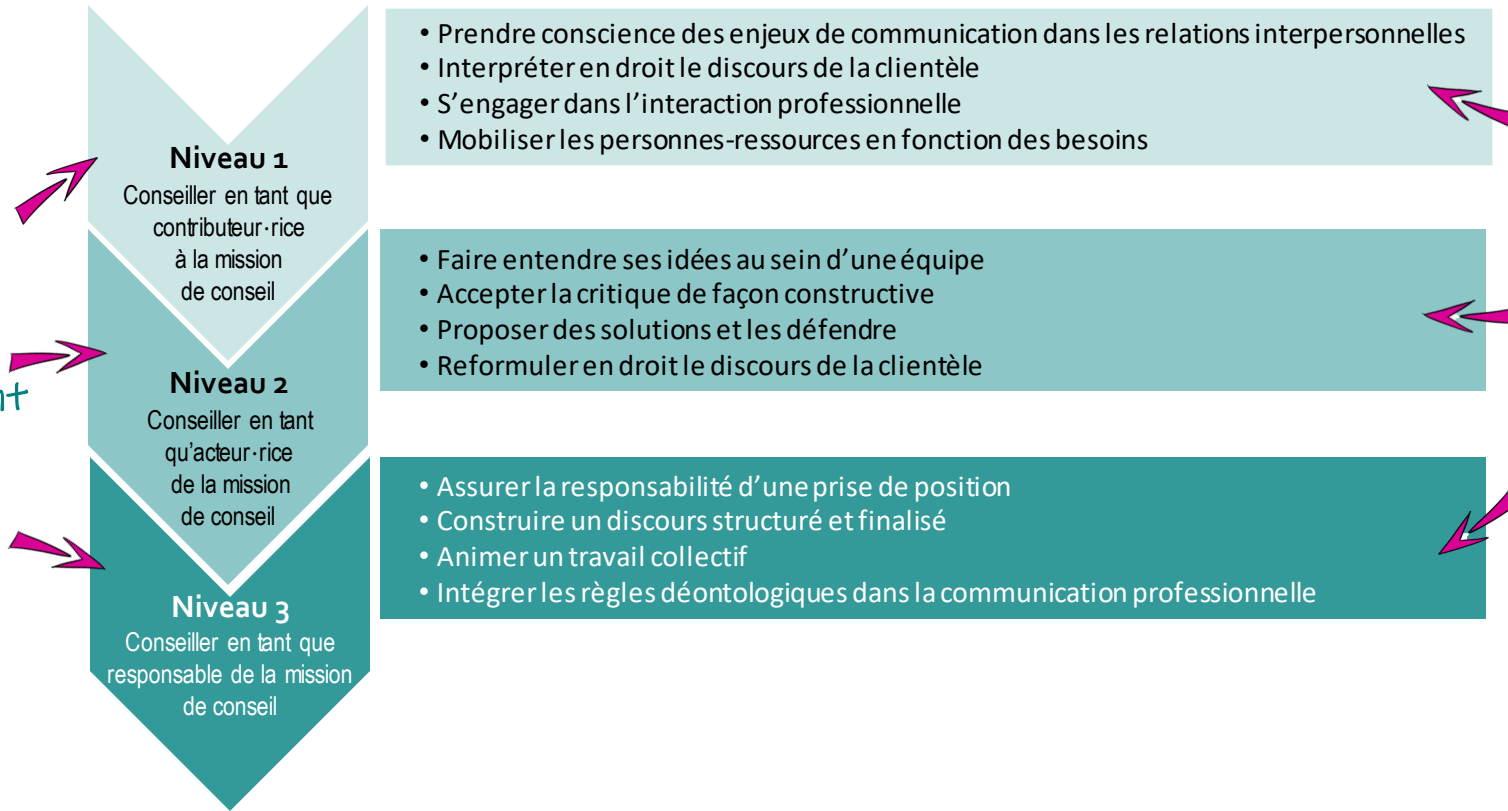 • Prendre conscience des enjeux de communication dans les relations interpersonnelles
• Interpréter en droit le discours de la clientèle
• S'engager dans l'interaction professionnelle
• Mobiliser les personnes-ressources en fonction des besoins
Niveau 1
Conseiller en tant que
contributeur·rice
à la mission
de conseil
• Faire entendre ses idées au sein d'une équipe
• Accepter la critique de façon constructive
• Proposer des solutions et les défendre
• Reformuler en droit le discours de la clientèle
Niveau 2
Conseiller en tant
qu'acteur·rice
de la mission
de conseil
• Assurer la responsabilité d'une prise de position
• Construire un discours structuré et finalisé
• Animer un travail collectif
• Intégrer les règles déontologiques dans la communication professionnelle
Niveau 3
Conseiller en tant que
responsable de la mission
de conseil